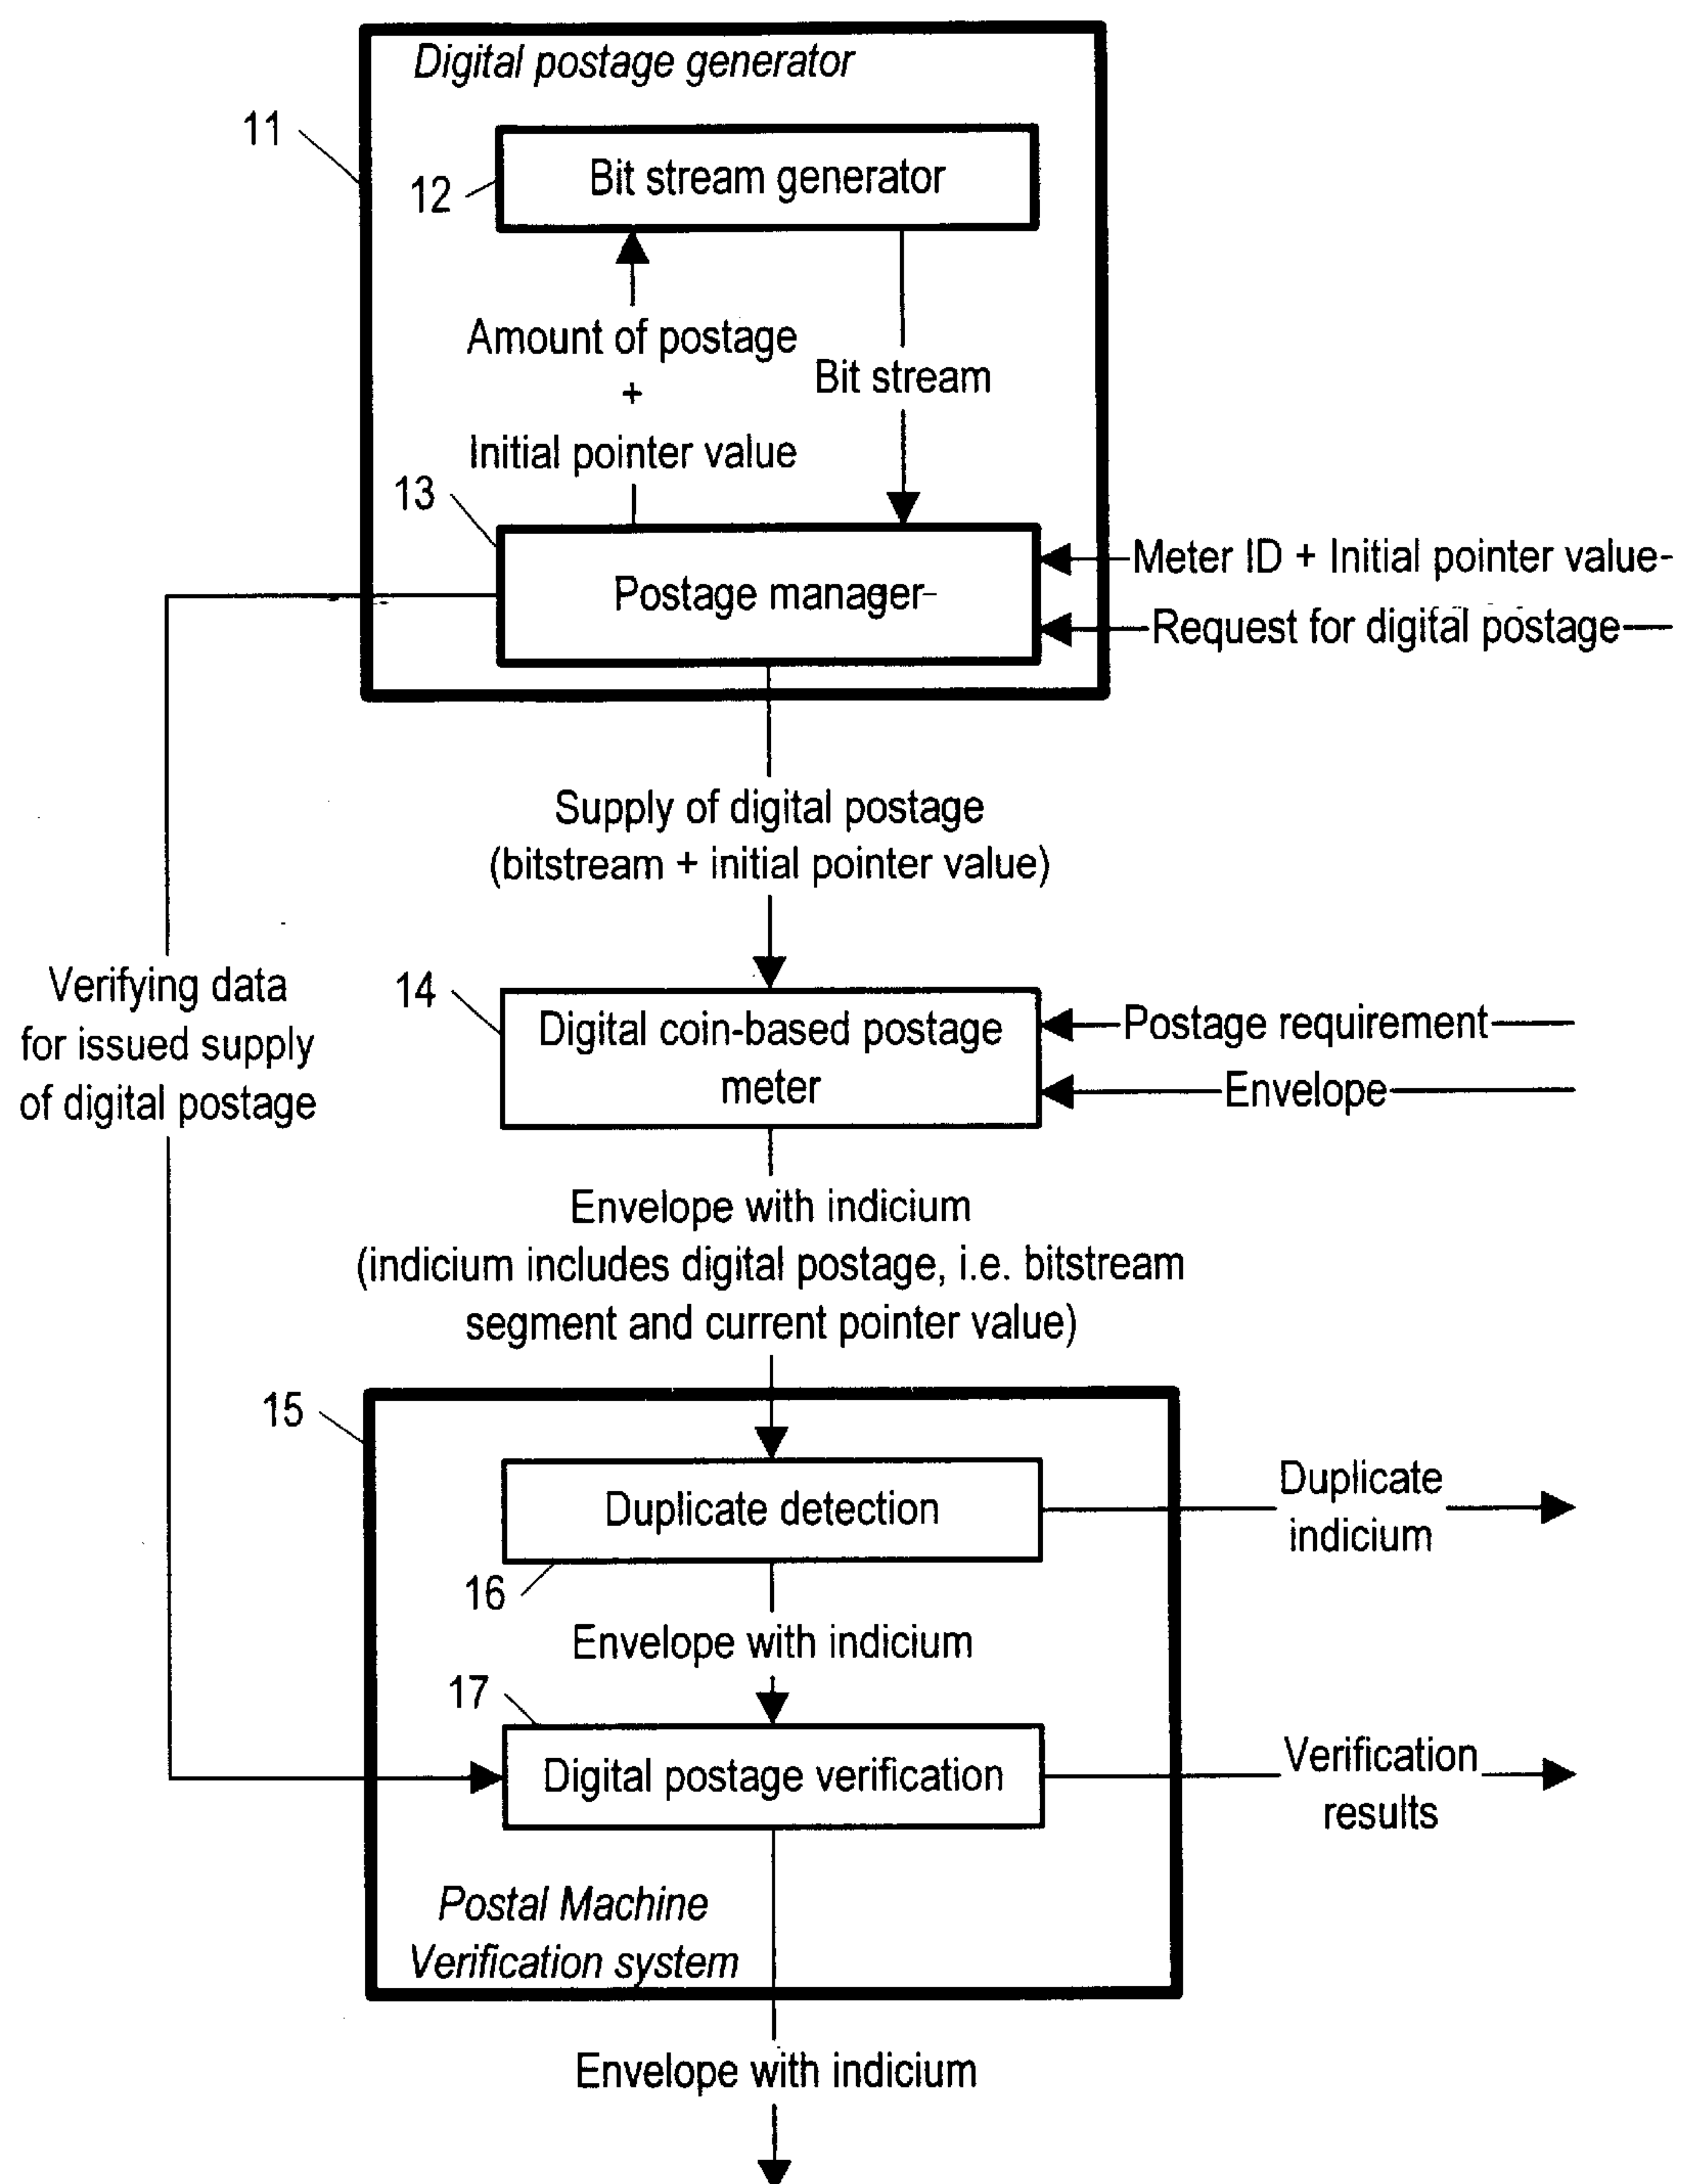 Digital postage generator
11
12
Bit stream generator
Amount of postage
+
Initial pointer value
Bit stream
13
Postage manager
Meter ID + Initial pointer value
Request for digital postage
Supply of digital postage
(bitstream + initial pointer value)
Verifying data
for issued supply
of digital postage
14
Digital coin-based postage
meter
Postage requirement
Envelope
Envelope with indicium
(indicium includes digital postage, i.e. bitstream
segment and current pointer value)
15
Duplicate detection
16
Duplicate
indicium
Envelope with indicium
17
Digital postage verification
Verification
results
Postal Machine
Verification system
Envelope with indicium